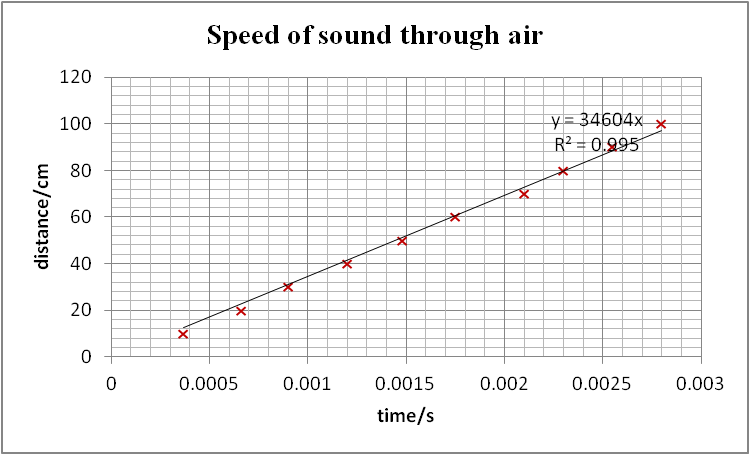 Speed of sound through air
120
100
80
60
40
20
0
distance/cm
y = 34604x
R² = 0.995
0 0.0005 0.001 0.0015 0.002 0.0025 0.003
time/s